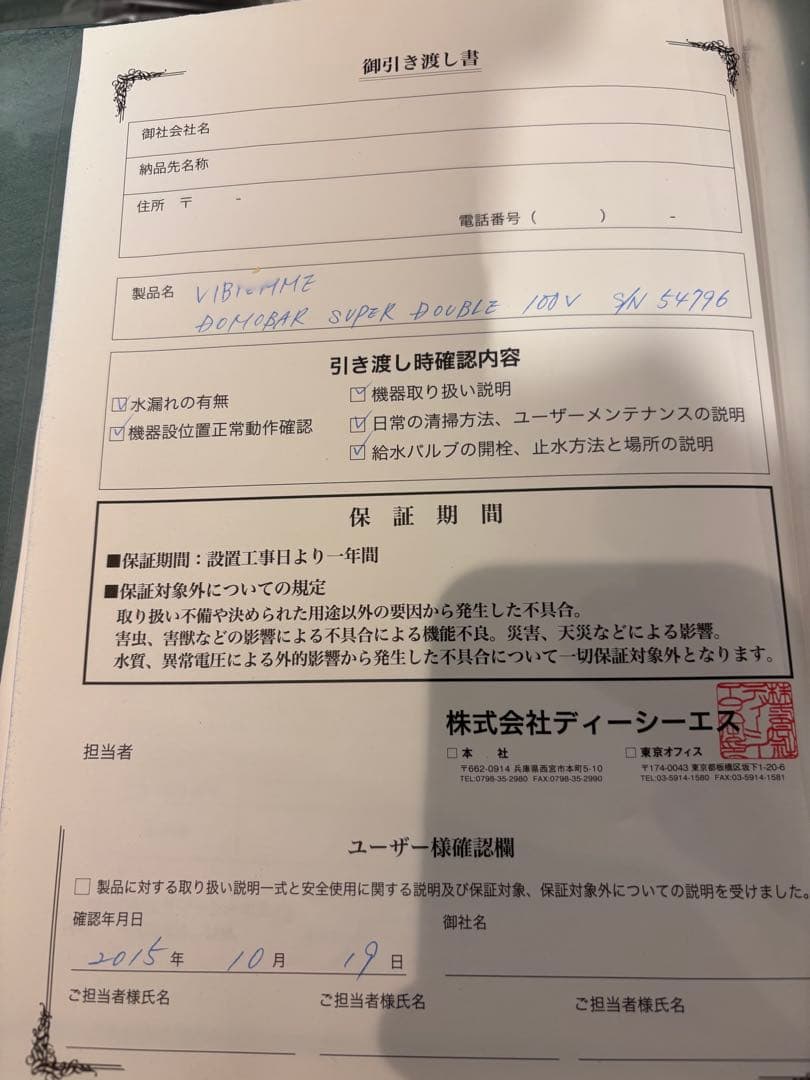 御引き渡し書
御社会社名
納品先名称
住所 〒 -
電話番号 ( ) -
製品名 VIBIEMME
DOMOBAR SUPER DOUBLE 100V S/N 54796
引き渡し時確認内容
☑水漏れの有無
☑機器設位置正常動作確認
☑機器取り扱い説明
☑日常の清掃方法、ユーザーメンテナンスの説明
☑給水バルブの開栓、止水方法と場所の説明
保 証 期 間
■保証期間：設置工事日より一年間
■保証対象外についての規定
取り扱い不備や決められた用途以外の要因から発生した不具合。
害虫、害獣などの影響による不具合による機能不良。災害、天災などによる影響。
水質、異常電圧による外的影響から発生した不具合について一切保証対象外となります。
担当者
株式会社ディーシーエス
□本 社
〒662-0914 兵庫県西宮市本町5-10
TEL:0798-35-2980 FAX:0798-35-2990
□東京オフィス
〒174-0043 東京都板橋区坂下1-20-6
TEL:03-5914-1580 FAX:03-5914-1581
ユーザー様確認欄
□ 製品に対する取り扱い説明一式と安全使用に関する説明及び保証対象、保証対象外についての説明を受けました。
確認年月日
御社名
2015 年 10 月 19 日
ご担当者様氏名
ご担当者様氏名
ご担当者様氏名